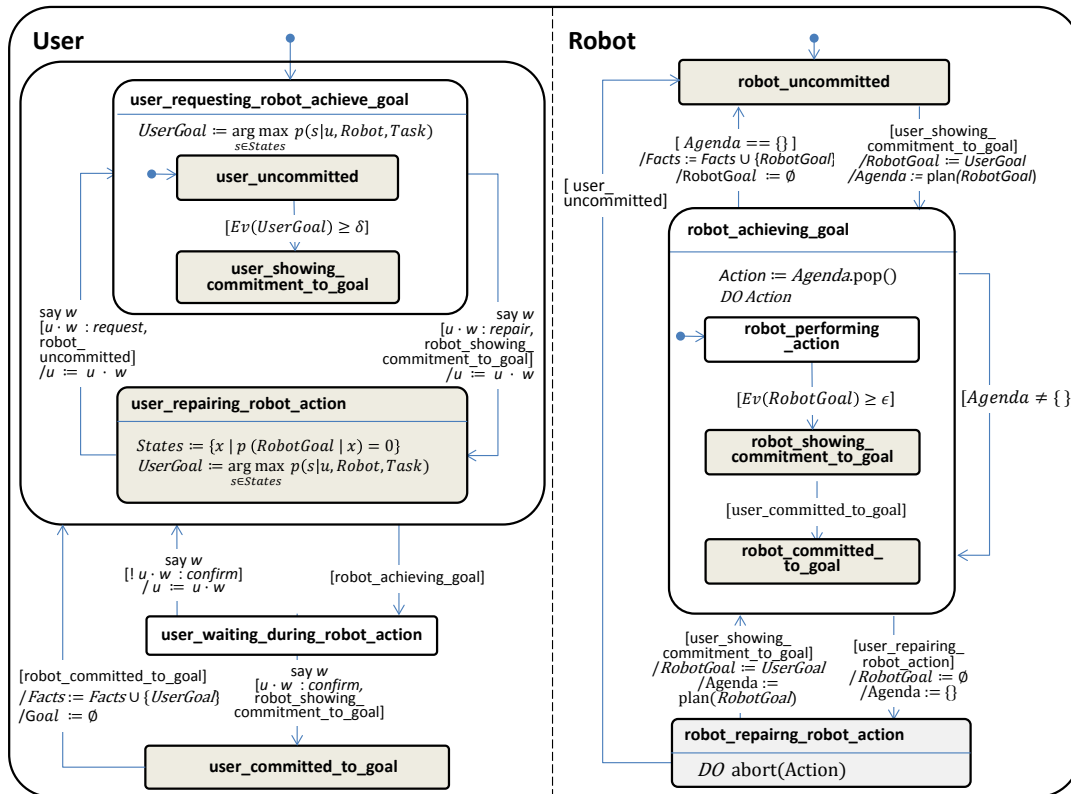 User
user_requesting_robot_achieve_goal
UserGoal ≔ arg max p(s|u, Robot, Task)
s∈States
user_uncommitted
[Ev(UserGoal) ≥ δ]
user_showing_
commitment_to_goal
say w
[u · w : request,
robot_
uncommitted]
/u ≔ u · w
say w
[u · w : repair,
robot_showing_
commitment_to_goal]
/u ≔ u · w
user_repairing_robot_action
States ≔ {x | p (RobotGoal | x) = 0}
UserGoal ≔ arg max p(s|u, Robot, Task)
s∈States
say w
[! u · w : confirm]
/ u ≔ u · w
[robot_achieving_goal]
user_waiting_during_robot_action
[robot_committed_to_goal]
/Facts ≔ Facts ∪ {UserGoal}
/Goal ≔ ∅
say w
[u · w : confirm,
robot_showing_
commitment_to_goal]
user_committed_to_goal
Robot
robot_uncommitted
[ Agenda == {} ]
/Facts := Facts ∪ {RobotGoal}
/RobotGoal ≔ ∅
[user_showing_
commitment_to_goal]
/RobotGoal ≔ UserGoal
/Agenda := plan(RobotGoal)
[ user_
uncommitted]
robot_achieving_goal
Action ≔ Agenda.pop()
DO Action
robot_performing
_action
[Ev(RobotGoal) ≥ ϵ]
[Agenda ≠ {}]
robot_showing_
commitment_to_goal
[user_committed_to_goal]
robot_committed_
to_goal
[user_showing_
commitment_to_goal]
/RobotGoal ≔ UserGoal
/Agenda :=
plan(RobotGoal)
[user_repairing_
robot_action]
/RobotGoal ≔ ∅
/Agenda := {}
robot_repairng_robot_action
DO abort(Action)